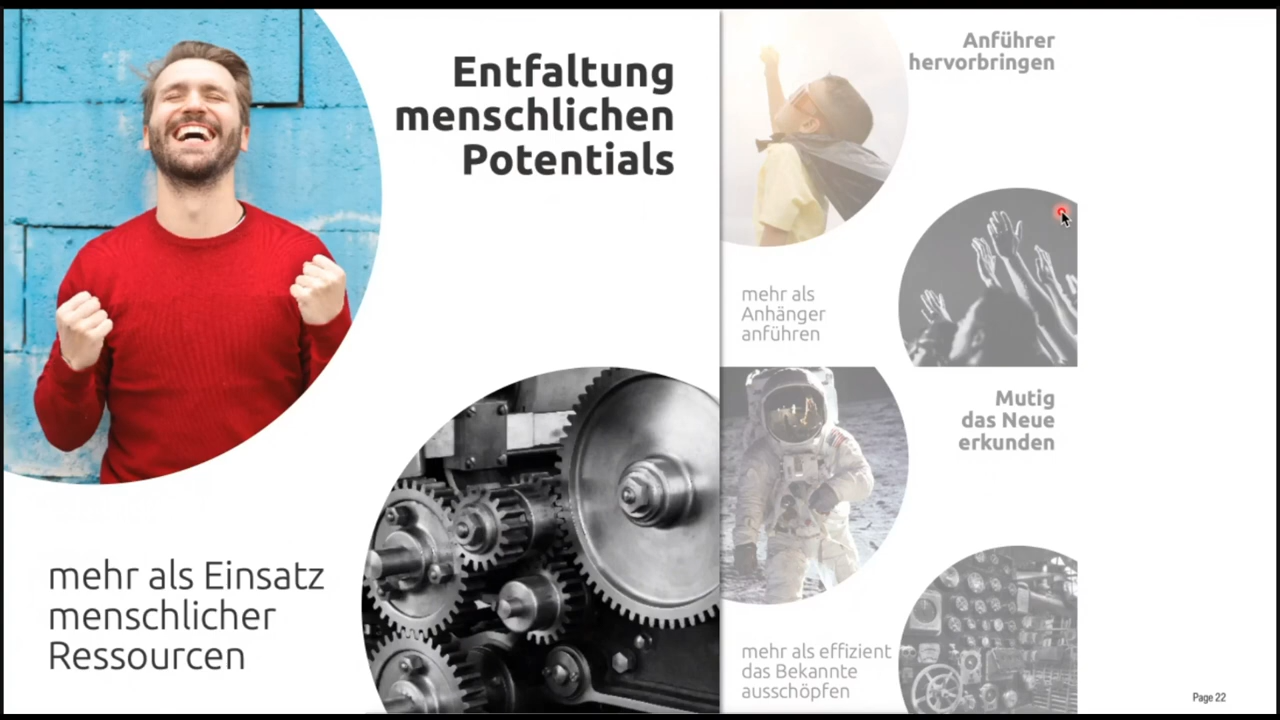 Entfaltung
menschlichen
Potentials
mehr als Einsatz
menschlicher
Ressourcen
Anführer
hervorbringen
mehr als
Anhänger
anführen
Mutig
das Neue
erkunden
mehr als effizient
das Bekannte
ausschöpfen
Page 22